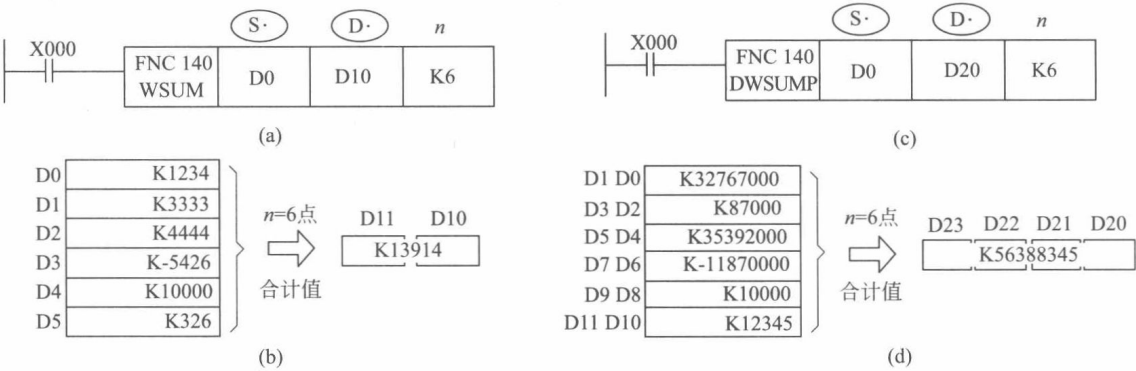 S· D· n
X000
FNC 140 WSUM D0 D10 K6
(a)
D0 K1234
D1 K3333
D2 K4444
D3 K-5426
D4 K10000
D5 K326
n=6点
合计值
D11 D10
K13914
(b)
S· D· n
X000
FNC 140 DWSUMP D0 D20 K6
(c)
D1 D0 K32767000
D3 D2 K87000
D5 D4 K35392000
D7 D6 K-11870000
D9 D8 K10000
D11 D10 K12345
n=6点
合计值
D23 D22 D21 D20
K56388345
(d)